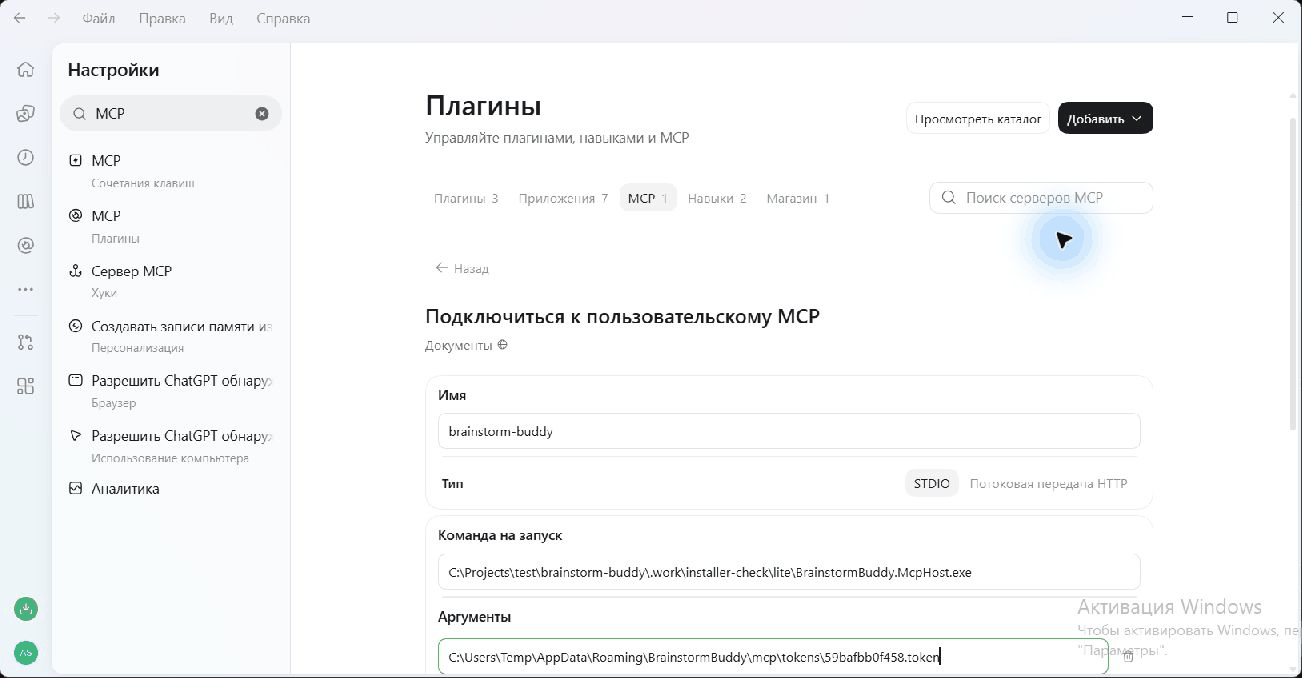 Файл Правка Вид Справка
Настройки
MCP
MCP
Сочетания клавиш
MCP
Плагины
Сервер MCP
Хуки
Создавать записи памяти из
Персонализация
Разрешить ChatGPT обнаруж
Браузер
Разрешить ChatGPT обнаруж
Использование компьютера
Аналитика
AS
Плагины
Управляйте плагинами, навыками и MCP
Просмотреть каталог
Добавить
Плагины 3 Приложения 7 MCP 1 Навыки 2 Магазин 1
Поиск серверов MCP
Назад
Подключиться к пользовательскому MCP
Документы
Имя
brainstorm-buddy
Тип STDIO Потоковая передача HTTP
Команда на запуск
C:\Projects\test\brainstorm-buddy\.work\installer-check\lite\BrainstormBuddy.McpHost.exe
Аргументы
C:\Users\Temp\AppData\Roaming\BrainstormBuddy\mcp\tokens\59bafbb0f458.token
Активация Windows
Чтобы активировать Windows, пе
"Параметры".